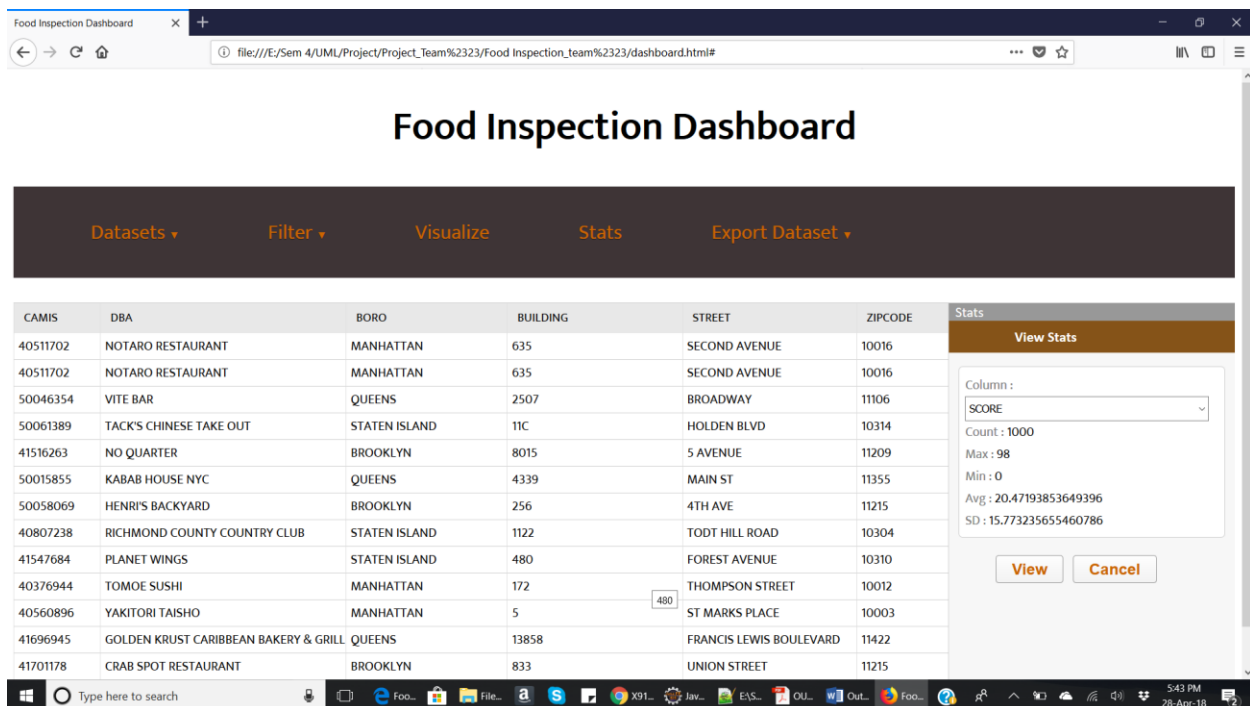 Food Inspection Dashboard
file:///E:/Sem 4/UML/Project/Project_Team%2323/Food Inspection_team%2323/dashboard.html#
Food Inspection Dashboard
Datasets ▾ Filter ▾ Visualize Stats Export Dataset ▾
CAMIS DBA BORO BUILDING STREET ZIPCODE
40511702 NOTARO RESTAURANT MANHATTAN 635 SECOND AVENUE 10016
40511702 NOTARO RESTAURANT MANHATTAN 635 SECOND AVENUE 10016
50046354 VITE BAR QUEENS 2507 BROADWAY 11106
50061389 TACK'S CHINESE TAKE OUT STATEN ISLAND 11C HOLDEN BLVD 10314
41516263 NO QUARTER BROOKLYN 8015 5 AVENUE 11209
50015855 KABAB HOUSE NYC QUEENS 4339 MAIN ST 11355
50058069 HENRI'S BACKYARD BROOKLYN 256 4TH AVE 11215
40807238 RICHMOND COUNTY COUNTRY CLUB STATEN ISLAND 1122 TODT HILL ROAD 10304
41547684 PLANET WINGS STATEN ISLAND 480 FOREST AVENUE 10310
40376944 TOMOE SUSHI MANHATTAN 172 THOMPSON STREET 10012
480
40560896 YAKITORI TAISHO MANHATTAN 5 ST MARKS PLACE 10003
41696945 GOLDEN KRUST CARIBBEAN BAKERY & GRILL QUEENS 13858 FRANCIS LEWIS BOULEVARD 11422
41701178 CRAB SPOT RESTAURANT BROOKLYN 833 UNION STREET 11215
Stats
View Stats
Column :
SCORE
Count : 1000
Max : 98
Min : 0
Avg : 20.47193853649396
SD : 15.773235655460786
View Cancel
Type here to search Foo... File... X91... Jav... E:\S... OU... Out... Foo... 5:43 PM
28-Apr-18